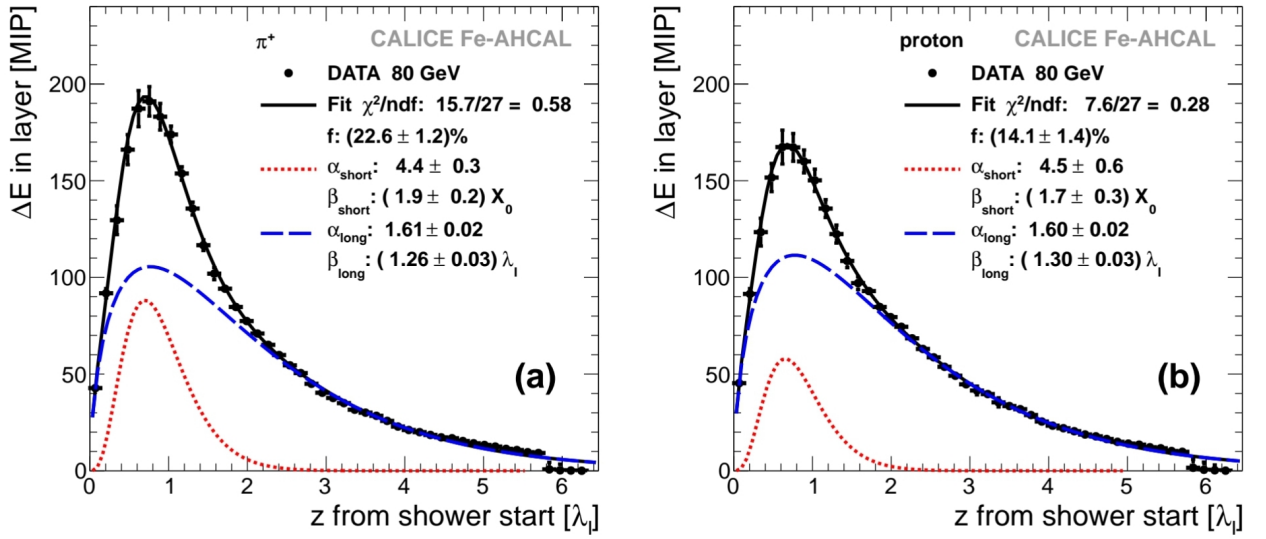 ΔE in layer [MIP]
200
150
100
50
0
π⁺ CALICE Fe-AHCAL
DATA 80 GeV
Fit χ²/ndf: 15.7/27 = 0.58
f: (22.6 ± 1.2)%
α_short: 4.4 ± 0.3
β_short: (1.9 ± 0.2) X₀
α_long: 1.61 ± 0.02
β_long: (1.26 ± 0.03) λ_I
(a)
0 1 2 3 4 5 6
z from shower start [λ_I]
ΔE in layer [MIP]
200
150
100
50
0
proton CALICE Fe-AHCAL
DATA 80 GeV
Fit χ²/ndf: 7.6/27 = 0.28
f: (14.1 ± 1.4)%
α_short: 4.5 ± 0.6
β_short: (1.7 ± 0.3) X₀
α_long: 1.60 ± 0.02
β_long: (1.30 ± 0.03) λ_I
(b)
0 1 2 3 4 5 6
z from shower start [λ_I]